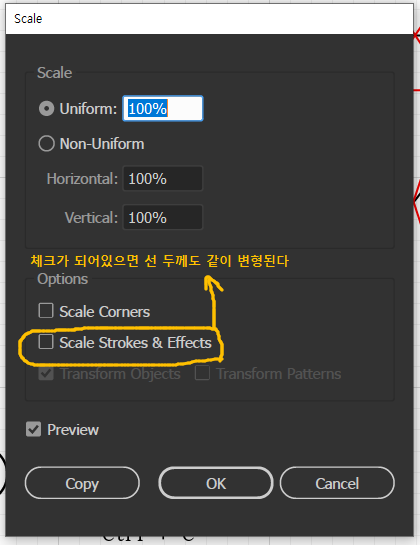 Scale
Scale
Uniform: 100%
Non-Uniform
Horizontal: 100%
Vertical: 100%
체크가 되어있으면 선 두께도 같이 변형된다
Options
Scale Corners
Scale Strokes & Effects
Transform Objects Transform Patterns
Preview
Copy OK Cancel